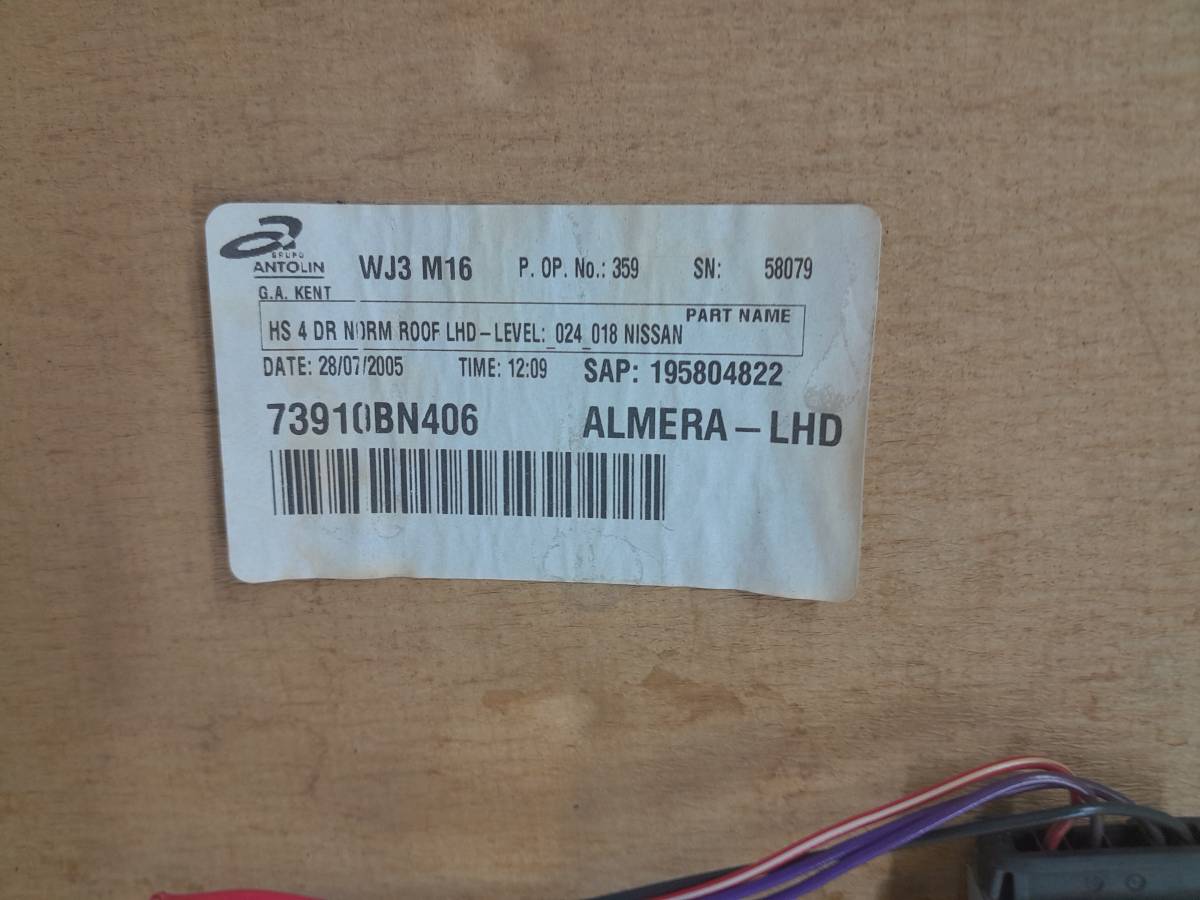 GRUPO
ANTOLIN
WJ3 M16 P. OP. No.: 359 SN: 58079
G.A. KENT
PART NAME
HS 4 DR NORM ROOF LHD-LEVEL:_024_018 NISSAN
DATE: 28/07/2005 TIME: 12:09 SAP: 195804822
73910BN406 ALMERA-LHD